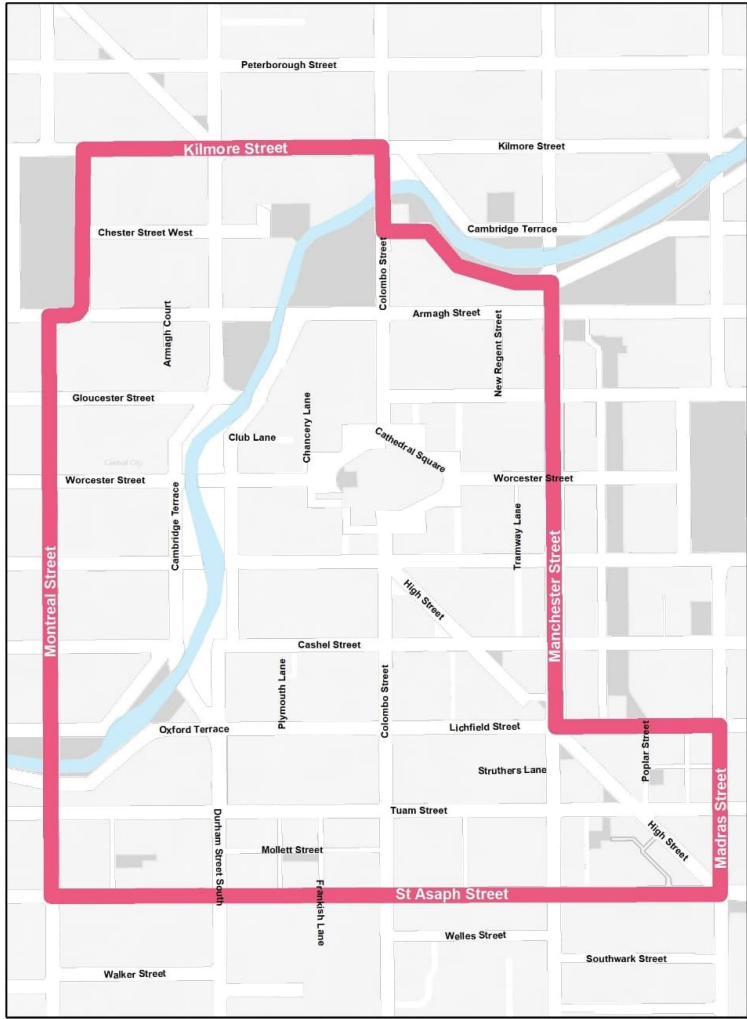 Peterborough Street
Kilmore Street
Kilmore Street
Chester Street West
Cambridge Terrace
Colombo Street
Armagh Court
Armagh Street
New Regent Street
Gloucester Street
Chancery Lane
Club Lane
Cathedral Square
Central City
Worcester Street
Worcester Street
Cambridge Terrace
Tramway Lane
Montreal Street
High Street
Manchester Street
Cashel Street
Plymouth Lane
Colombo Street
Oxford Terrace
Lichfield Street
Poplar Street
Struthers Lane
Madras Street
Tuam Street
Durham Street South
Mollett Street
High Street
St Asaph Street
Frankish Lane
Welles Street
Southwark Street
Walker Street